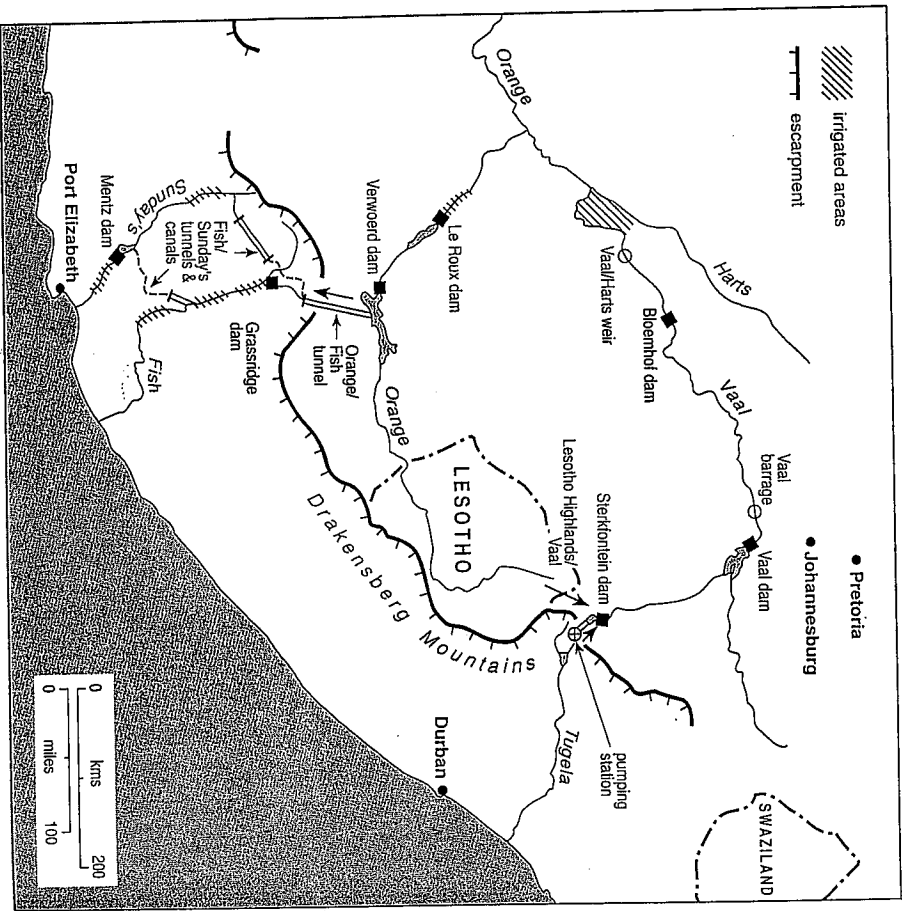 irrigated areas
escarpment
Pretoria
Johannesburg
SWAZILAND
Orange
Harts
Vaal/Harts weir
Bloemhof dam
Vaal
Vaal
barrage
Vaal dam
Le Roux dam
Verwoerd dam
Orange
LESOTHO
Lesotho Highlands/
Vaal
Sterkfontein dam
pumping
station
Tugela
Durban
Drakensberg Mountains
Orange/
Fish
tunnel
Grassridge
dam
Fish/
Sunday's
tunnels &
canals
Sunday's
Mentz dam
Fish
Port Elizabeth
0 kms 200
0 miles 100